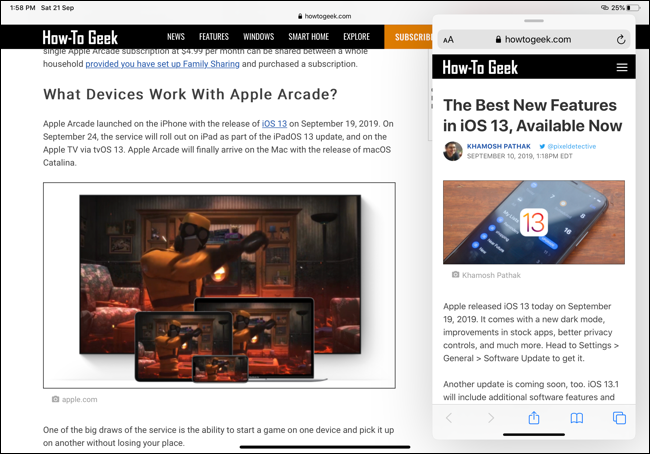 1:58 PM Sat 21 Sep
25%
howtogeek.com
How-To Geek
NEWS FEATURES WINDOWS SMART HOME EXPLORE SUBSCRIBE
single Apple Arcade subscription at $4.99 per month can be shared between a whole
household provided you have set up Family Sharing and purchased a subscription.
What Devices Work With Apple Arcade?
Apple Arcade launched on the iPhone with the release of iOS 13 on September 19, 2019. On
September 24, the service will roll out on iPad as part of the iPadOS 13 update, and on the
Apple TV via tvOS 13. Apple Arcade will finally arrive on the Mac with the release of macOS
Catalina.
apple.com
One of the big draws of the service is the ability to start a game on one device and pick it up
on another without losing your place.
AA howtogeek.com
How-To Geek
The Best New Features
in iOS 13, Available Now
KHAMOSH PATHAK @pixeldetective
SEPTEMBER 10, 2019, 1:18PM EDT
13
Khamosh Pathak
Apple released iOS 13 today on September
19, 2019. It comes with a new dark mode,
improvements in stock apps, better privacy
controls, and much more. Head to Settings >
General > Software Update to get it.
Another update is coming soon, too. iOS 13.1
will include additional software features and